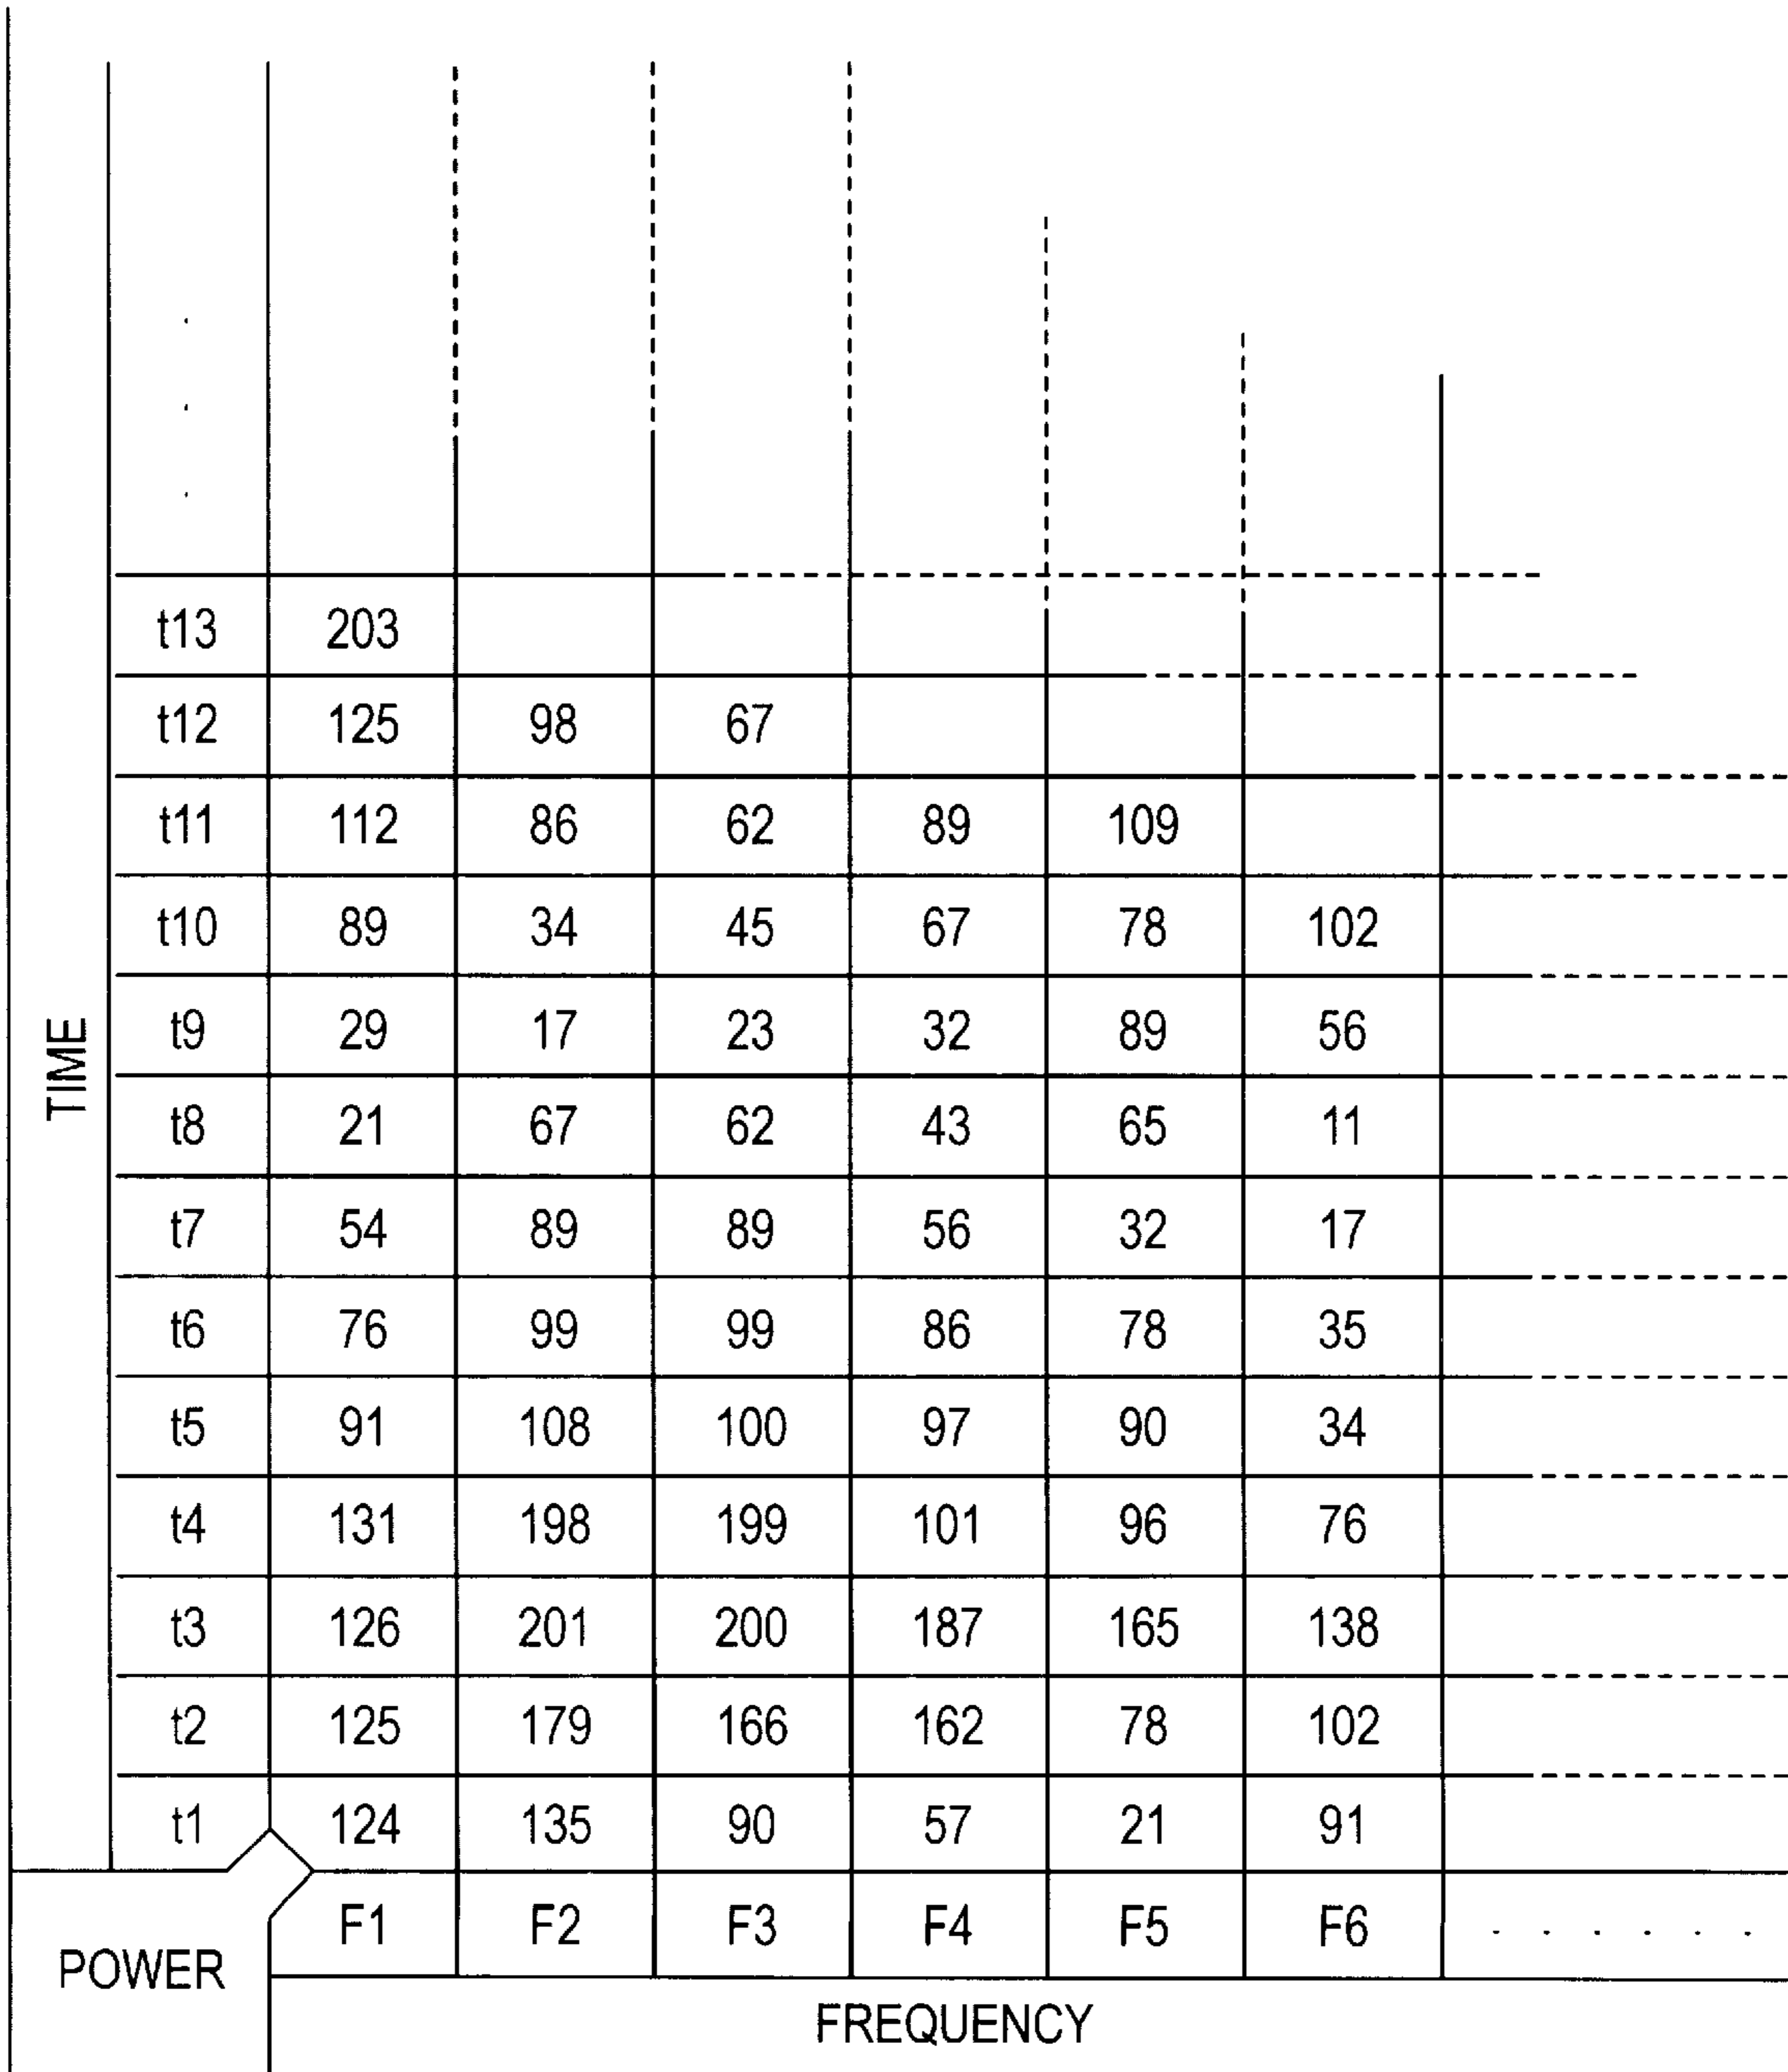 t13 203
t12 125 98 67
t11 112 86 62 89 109
t10 89 34 45 67 78 102
t9 29 17 23 32 89 56
t8 21 67 62 43 65 11
t7 54 89 89 56 32 17
t6 76 99 99 86 78 35
t5 91 108 100 97 90 34
t4 131 198 199 101 96 76
t3 126 201 200 187 165 138
t2 125 179 166 162 78 102
t1 124 135 90 57 21 91
TIME
F1 F2 F3 F4 F5 F6 . . . . . .
POWER
FREQUENCY